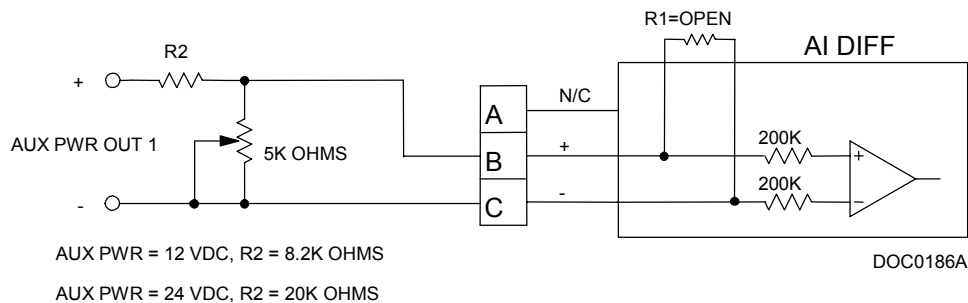 R1=OPEN
AI DIFF
R2
+
N/C
A
200K
AUX PWR OUT 1
5K OHMS
B
+
+
200K
-
C
-
-
AUX PWR = 12 VDC, R2 = 8.2K OHMS
DOC0186A
AUX PWR = 24 VDC, R2 = 20K OHMS